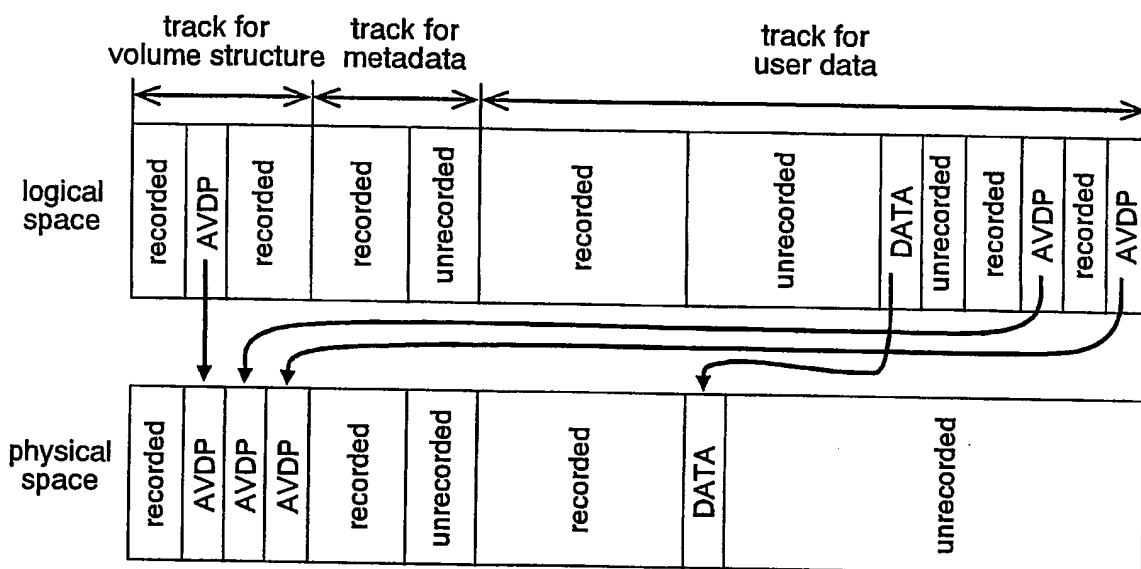 track for
volume structure
track for
metadata
track for
user data
logical
space
recorded
AVDP
recorded
recorded
unrecorded
recorded
unrecorded
DATA
unrecorded
recorded
AVDP
recorded
AVDP
physical
space
recorded
AVDP
AVDP
AVDP
recorded
unrecorded
recorded
DATA
unrecorded